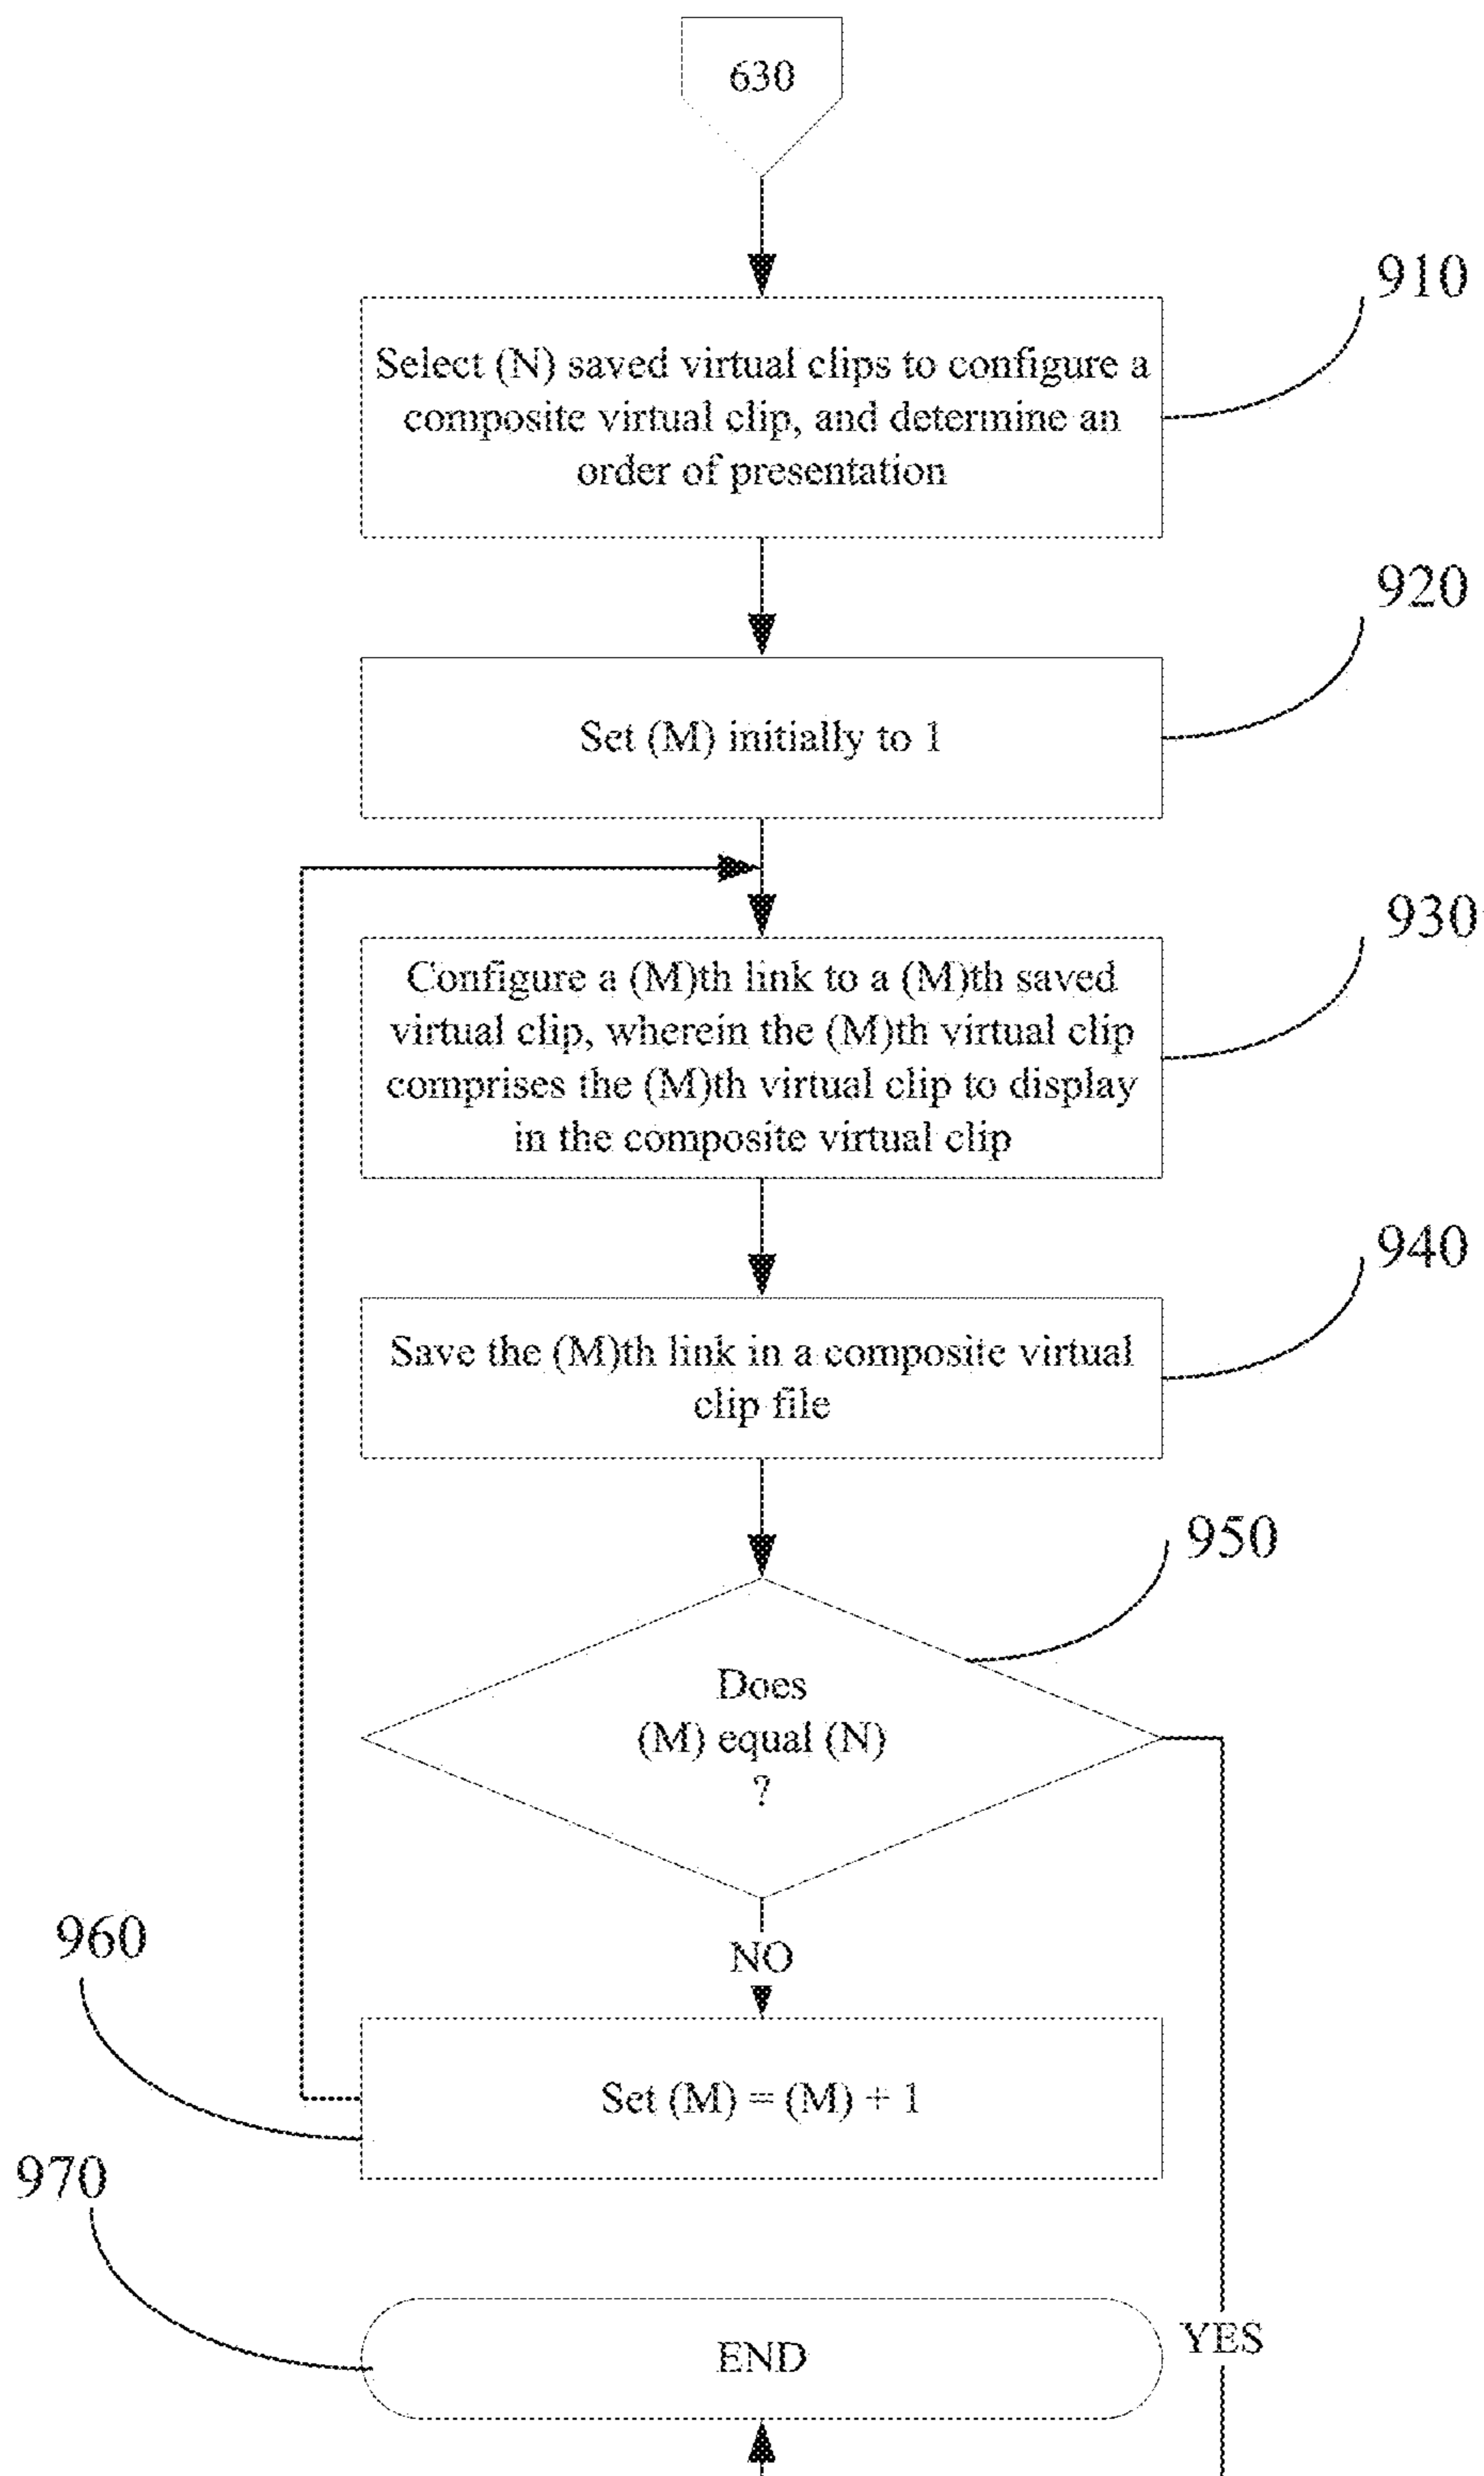 630
910
Select (N) saved virtual clips to configure a
composite virtual clip, and determine an
order of presentation
920
Set (M) initially to 1
930
Configure a (M)th link to a (M)th saved
virtual clip, wherein the (M)th virtual clip
comprises the (M)th virtual clip to display
in the composite virtual clip
940
Save the (M)th link in a composite virtual
clip file
950
Does
(M) equal (N)
?
960
NO
Set (M) = (M) + 1
970
END
YES